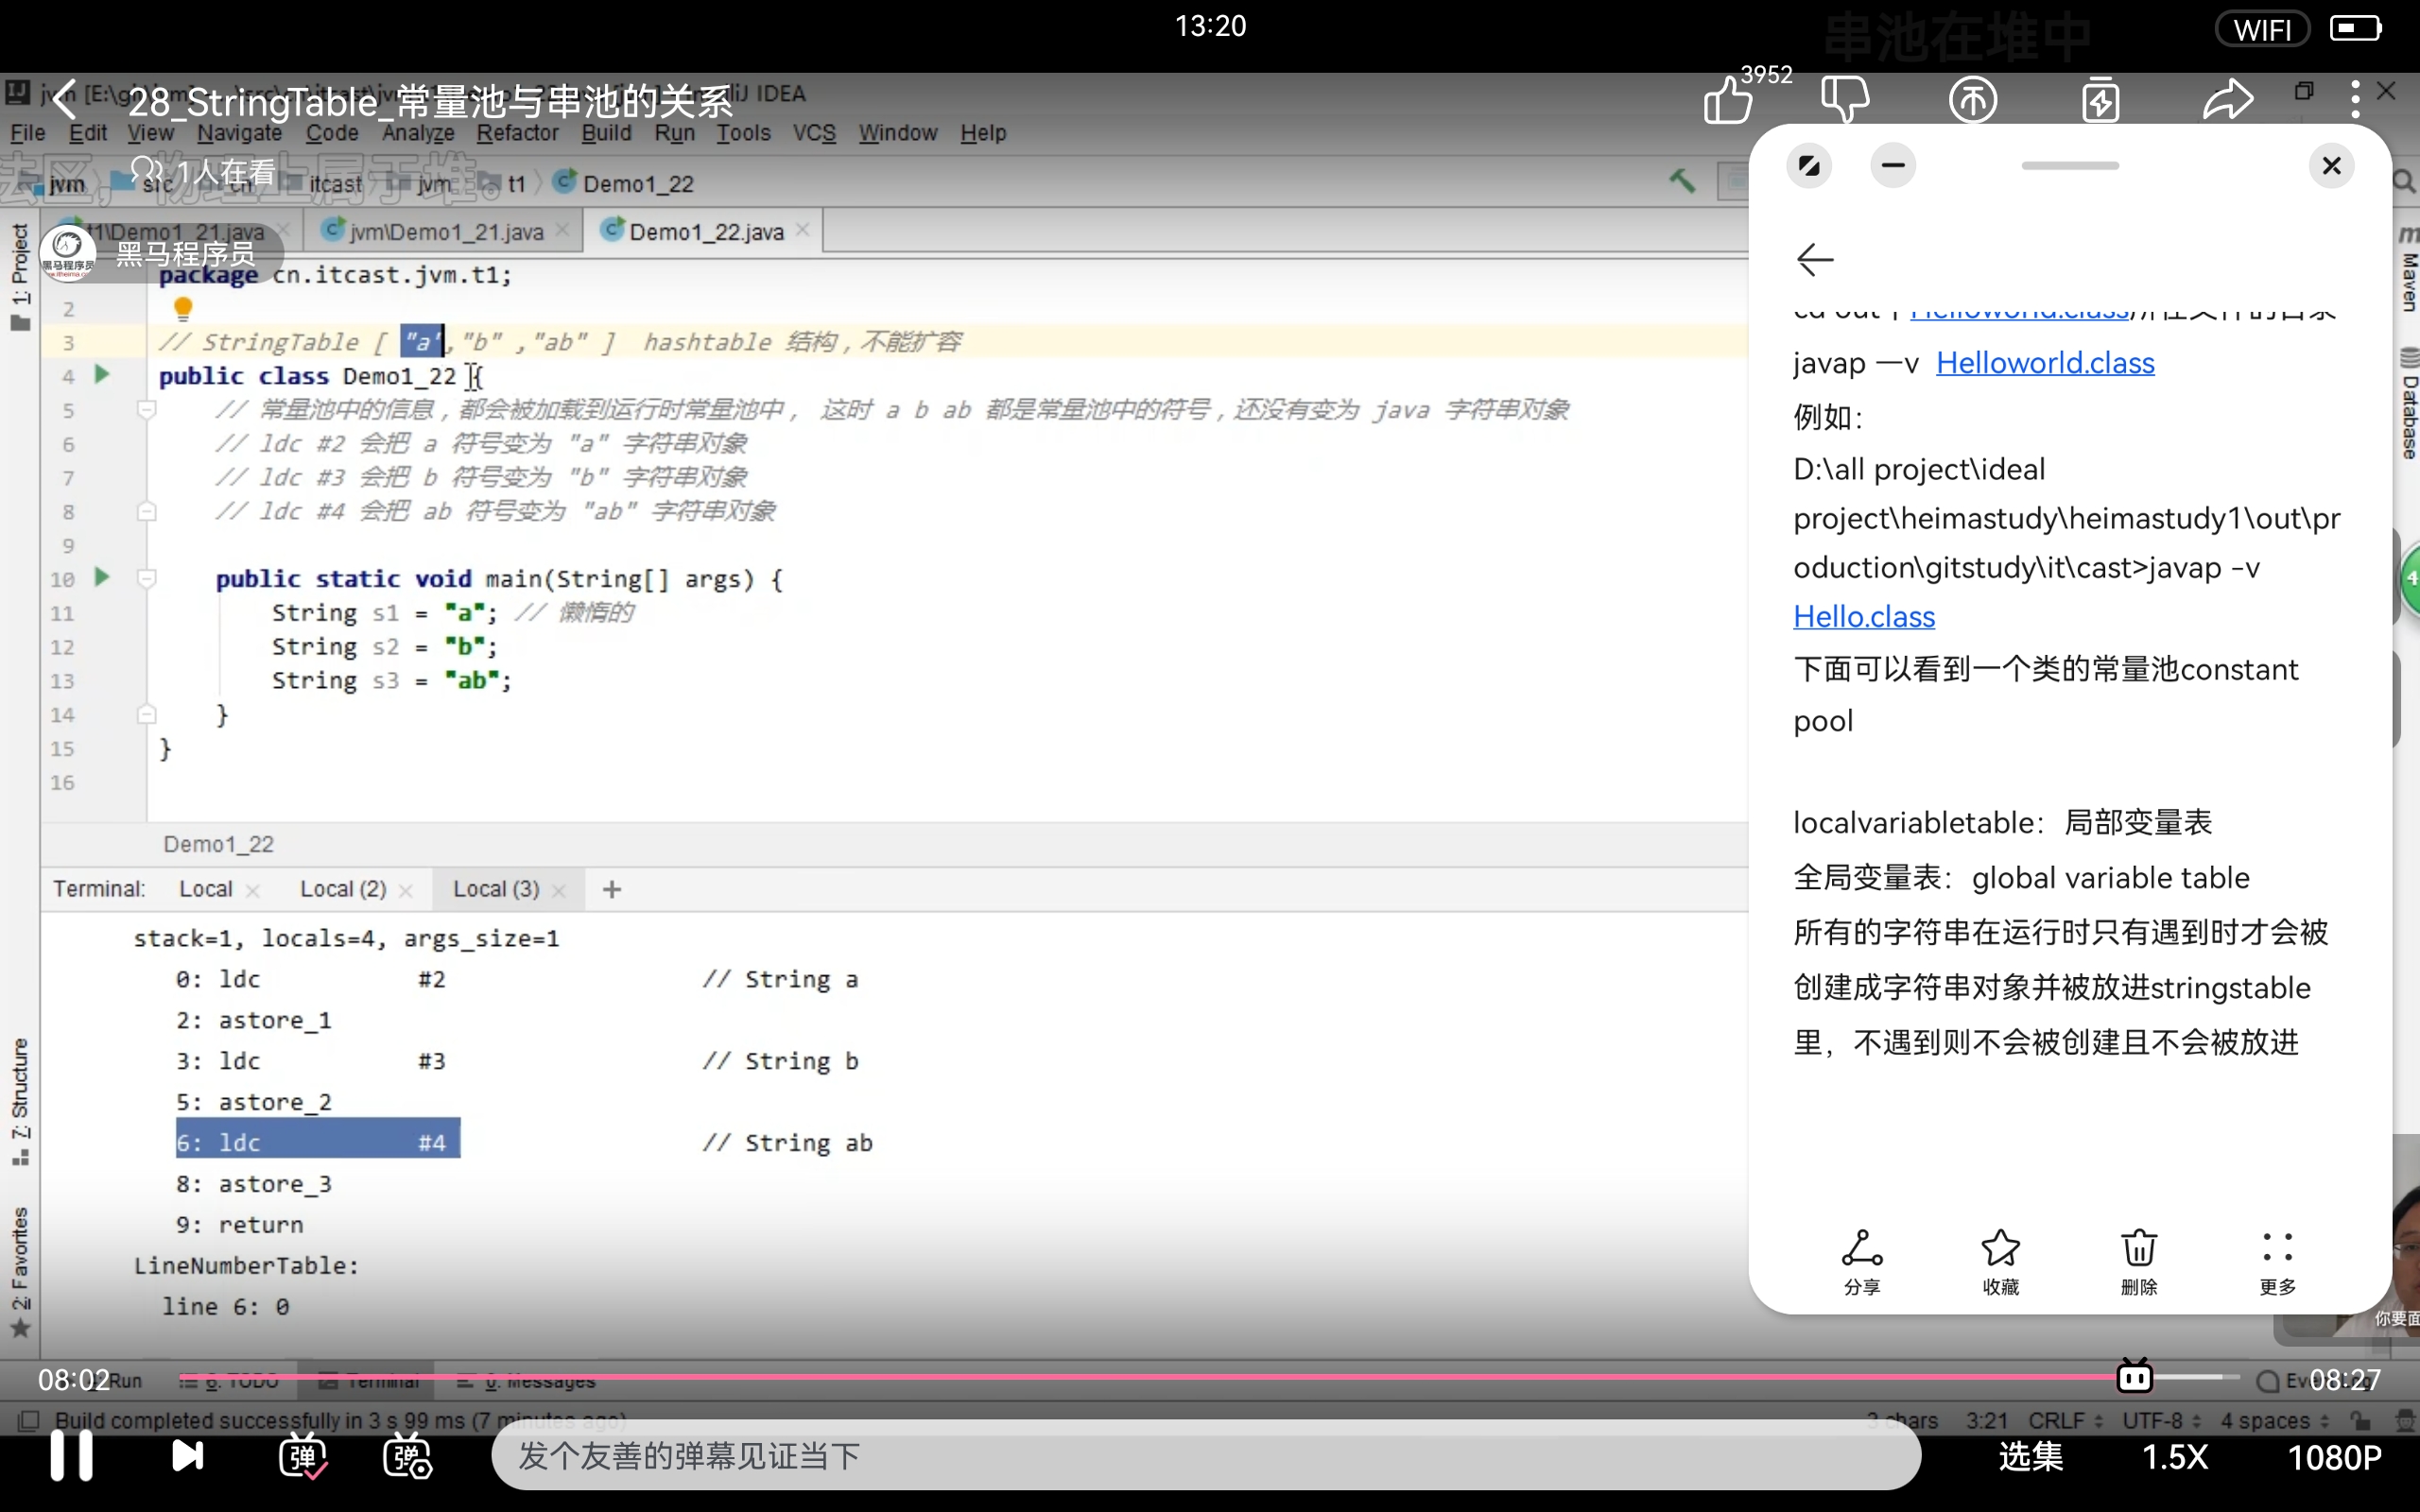 13:20
串池在堆中
WIFI
28_StringTable_常量池与串池的关系
IJ IDEA
3952
File Edit View Navigate Code Analyze Refactor Build Run Tools VCS Window Help
1人在看
jvm src cn itcast jvm t1 Demo1_22
t1\Demo1_21.java jvm\Demo1_21.java Demo1_22.java
黑马程序员
1: Project
Maven
Database
package cn.itcast.jvm.t1;
2
3 // StringTable [ "a","b" ,"ab" ] hashtable 结构，不能扩容
4 public class Demo1_22 {
5 // 常量池中的信息，都会被加载到运行时常量池中， 这时 a b ab 都是常量池中的符号，还没有变为 java 字符串对象
6 // ldc #2 会把 a 符号变为 "a" 字符串对象
7 // ldc #3 会把 b 符号变为 "b" 字符串对象
8 // ldc #4 会把 ab 符号变为 "ab" 字符串对象
9
10 public static void main(String[] args) {
11 String s1 = "a"; // 懒惰的
12 String s2 = "b";
13 String s3 = "ab";
14 }
15 }
16
Demo1_22
Terminal: Local Local (2) Local (3) +
stack=1, locals=4, args_size=1
0: ldc #2 // String a
2: astore_1
3: ldc #3 // String b
5: astore_2
6: ldc #4 // String ab
8: astore_3
9: return
LineNumberTable:
line 6: 0
7: Structure
2: Favorites
javap —v Helloworld.class
例如：
D:\all project\ideal
project\heimastudy\heimastudy1\out\pr
oduction\gitstudy\it\cast>javap -v
Hello.class
下面可以看到一个类的常量池constant
pool
localvariabletable：局部变量表
全局变量表：global variable table
所有的字符串在运行时只有遇到时才会被
创建成字符串对象并被放进stringstable
里，不遇到则不会被创建且不会被放进
分享 收藏 删除 更多
你要面
08:02 Run 6: TODO Terminal 0: Messages 08:27
Build completed successfully in 3 s 99 ms (7 minutes ago)
3 chars 3:21 CRLF UTF-8 4 spaces
弹 弹 发个友善的弹幕见证当下 选集 1.5X 1080P